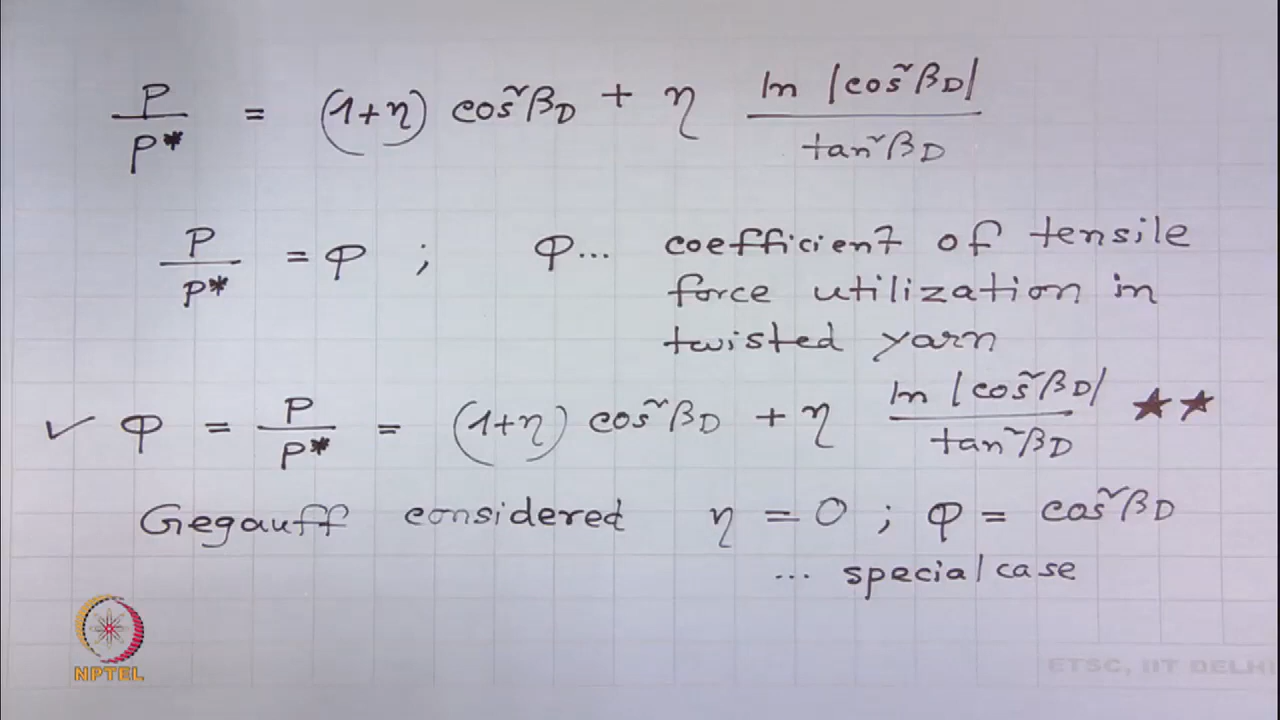 P/P* = (1+η) cos²β_D + η ln |cos²β_D| / tan²β_D
P/P* = φ ; φ... coefficient of tensile
force utilization in
twisted yarn
✓ φ = P/P* = (1+η) cos²β_D + η ln |cos²β_D| / tan²β_D ★★
Gegauff considered η = 0 ; φ = cos²β_D
... special case
NPTEL
ETSC, IIT DELHI